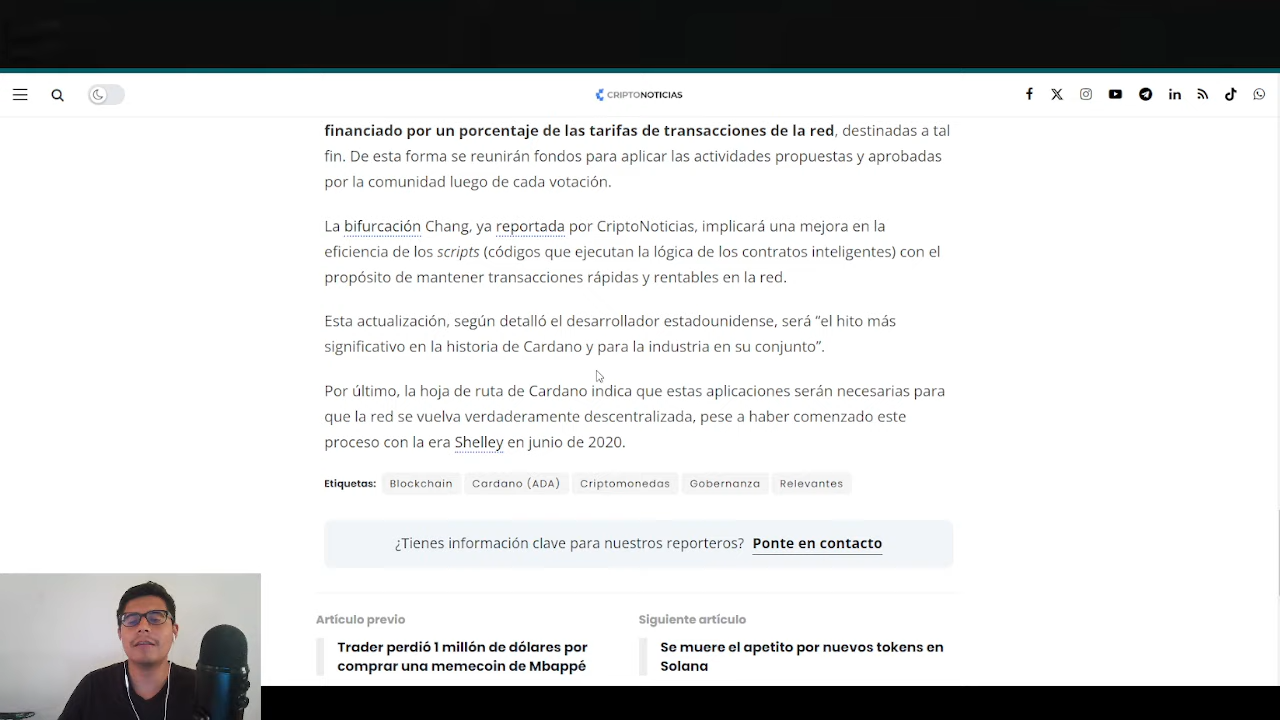 CRIPTONOTICIAS
financiado por un porcentaje de las tarifas de transacciones de la red, destinadas a tal
fin. De esta forma se reunirán fondos para aplicar las actividades propuestas y aprobadas
por la comunidad luego de cada votación.
La bifurcación Chang, ya reportada por CriptoNoticias, implicará una mejora en la
eficiencia de los scripts (códigos que ejecutan la lógica de los contratos inteligentes) con el
propósito de mantener transacciones rápidas y rentables en la red.
Esta actualización, según detalló el desarrollador estadounidense, será “el hito más
significativo en la historia de Cardano y para la industria en su conjunto”.
Por último, la hoja de ruta de Cardano indica que estas aplicaciones serán necesarias para
que la red se vuelva verdaderamente descentralizada, pese a haber comenzado este
proceso con la era Shelley en junio de 2020.
Etiquetas: Blockchain Cardano (ADA) Criptomonedas Gobernanza Relevantes
¿Tienes información clave para nuestros reporteros? Ponte en contacto
Artículo previo
Trader perdió 1 millón de dólares por
comprar una memecoin de Mbappé
Siguiente artículo
Se muere el apetito por nuevos tokens en
Solana